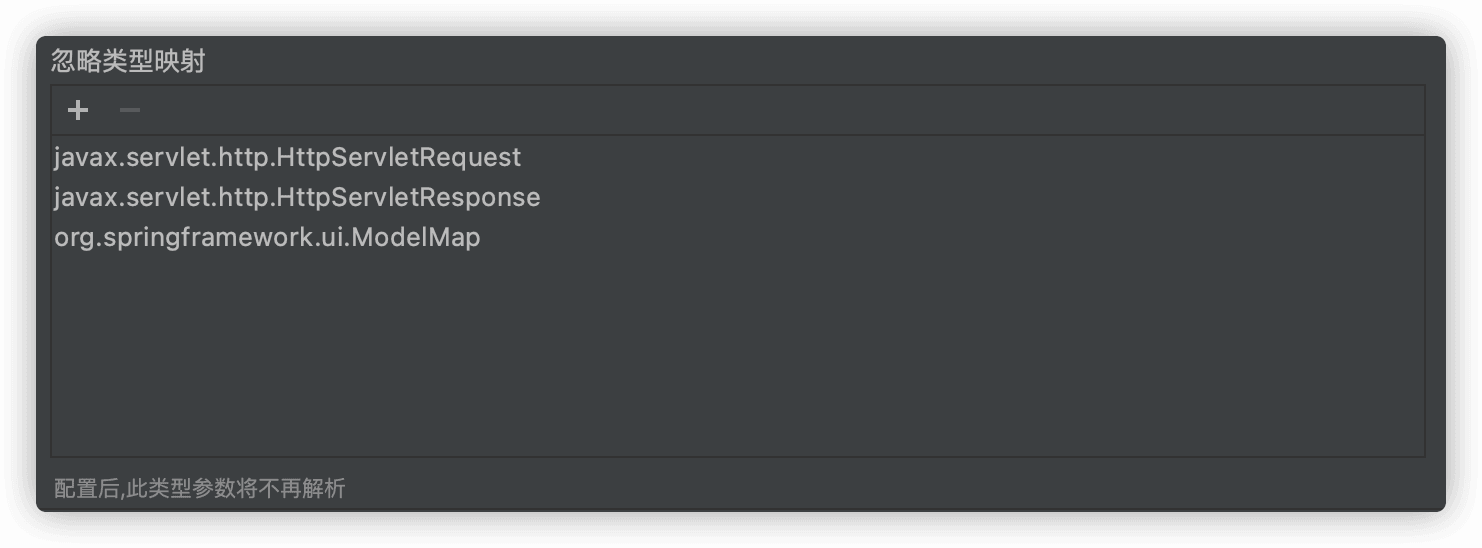 忽略类型映射
javax.servlet.http.HttpServletRequest
javax.servlet.http.HttpServletResponse
org.springframework.ui.ModelMap
配置后,此类型参数将不再解析